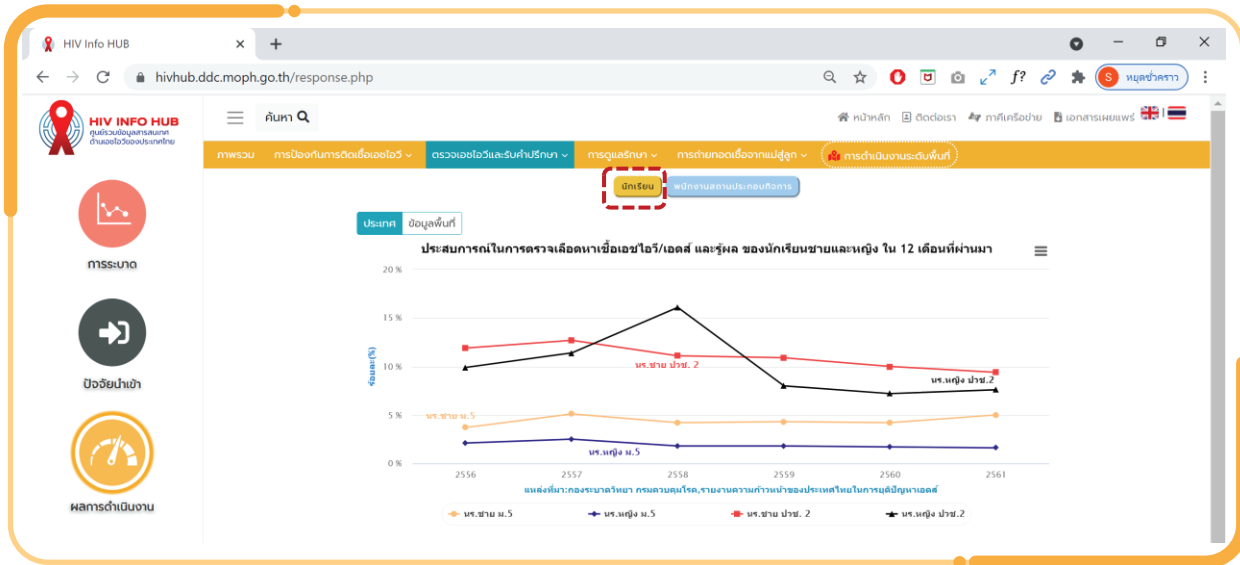 HIV Info HUB
hivhub.ddc.moph.go.th/response.php
f?
S หยุดชั่วคราว
HIV INFO HUB
ศูนย์รวมข้อมูลสารสนเทศ
ด้านเอชไอวีของประเทศไทย
ค้นหา
หน้าหลัก ติดต่อเรา ภาคีเครือข่าย เอกสารเผยแพร่ |
ภาพรวม การป้องกันการติดเชื้อเอชไอวี ตรวจเอชไอวีและรับคำปรึกษา การดูแลรักษา การถ่ายทอดเชื้อจากแม่สู่ลูก การดำเนินงานระดับพื้นที่
นักเรียน พนักงานสถานประกอบกิจการ
ประเทศ ข้อมูลพื้นที่
ประสบการณ์ในการตรวจเลือดหาเชื้อเอชไอวี/เอดส์ และรู้ผล ของนักเรียนชายและหญิง ใน 12 เดือนที่ผ่านมา
การระบาด
ปัจจัยนำเข้า
ผลการดำเนินงาน
ร้อยละ(%)
20 %
15 %
10 %
5 %
0 %
นร.ชาย ปวช. 2
นร.หญิง ปวช.2
นร.ชาย ม.5
นร.หญิง ม.5
2556 2557 2558 2559 2560 2561
แหล่งที่มา:กองระบาดวิทยา กรมควบคุมโรค,รายงานความก้าวหน้าของประเทศไทยในการยุติปัญหาเอดส์
นร.ชาย ม.5 นร.หญิง ม.5 นร.ชาย ปวช. 2 นร.หญิง ปวช.2